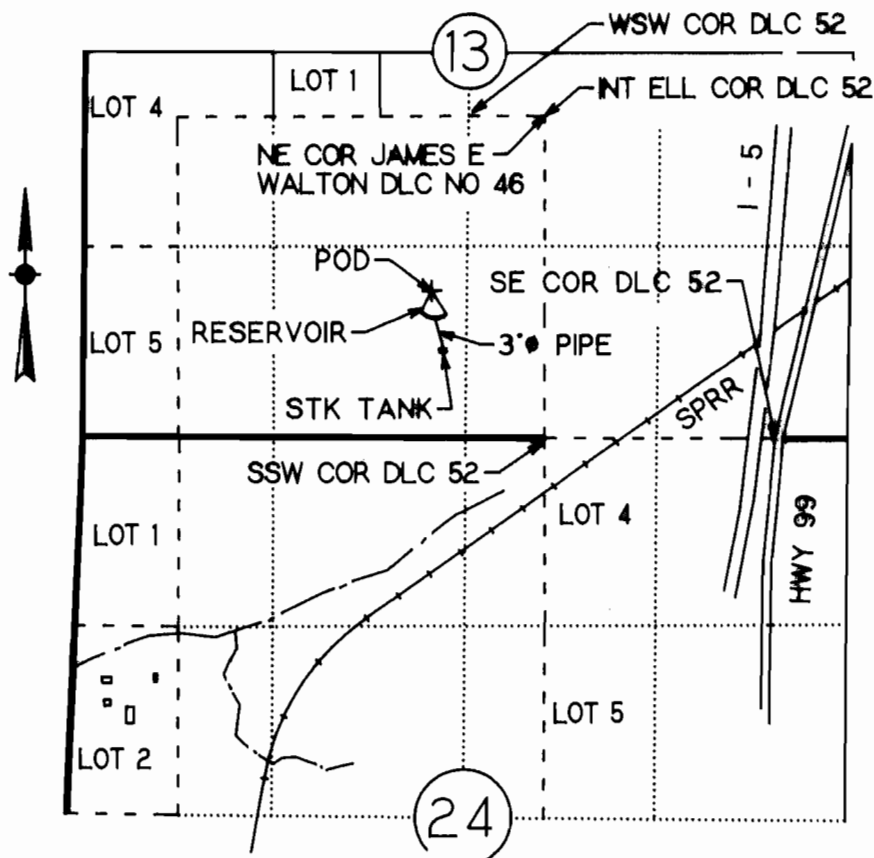 WSW COR DLC 52
13
LOT 1
LOT 4
INT ELL COR DLC 52
NE COR JAMES E
WALTON DLC NO 46
I - 5
POD
SE COR DLC 52
RESERVOIR
LOT 5
3"ø PIPE
STK TANK
SPRR
SSW COR DLC 52
LOT 4
LOT 1
HWY 99
LOT 5
LOT 2
24